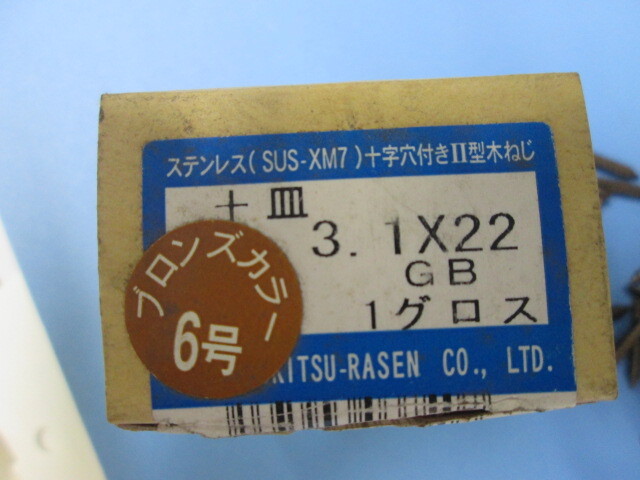 ステンレス(SUS-XM7)十字穴付きII型木ねじ
十皿
3.1X22
GB
1グロス
ブロンズカラー
6号
KITSU-RASEN CO., LTD.